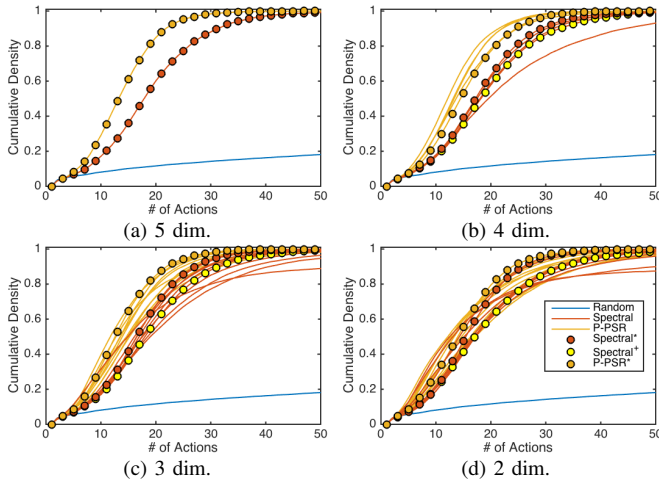 1
0.8
0.6
0.4
0.2
0
Cumulative Density
10
20
30
40
50
# of Actions
(a) 5 dim.
1
0.8
0.6
0.4
0.2
0
Cumulative Density
10
20
30
40
50
# of Actions
(b) 4 dim.
1
0.8
0.6
0.4
0.2
0
Cumulative Density
10
20
30
40
50
# of Actions
(c) 3 dim.
1
0.8
0.6
0.4
0.2
0
Cumulative Density
10
20
30
40
50
# of Actions
Random
Spectral
P-PSR
Spectral*
Spectral+
P-PSR*
(d) 2 dim.